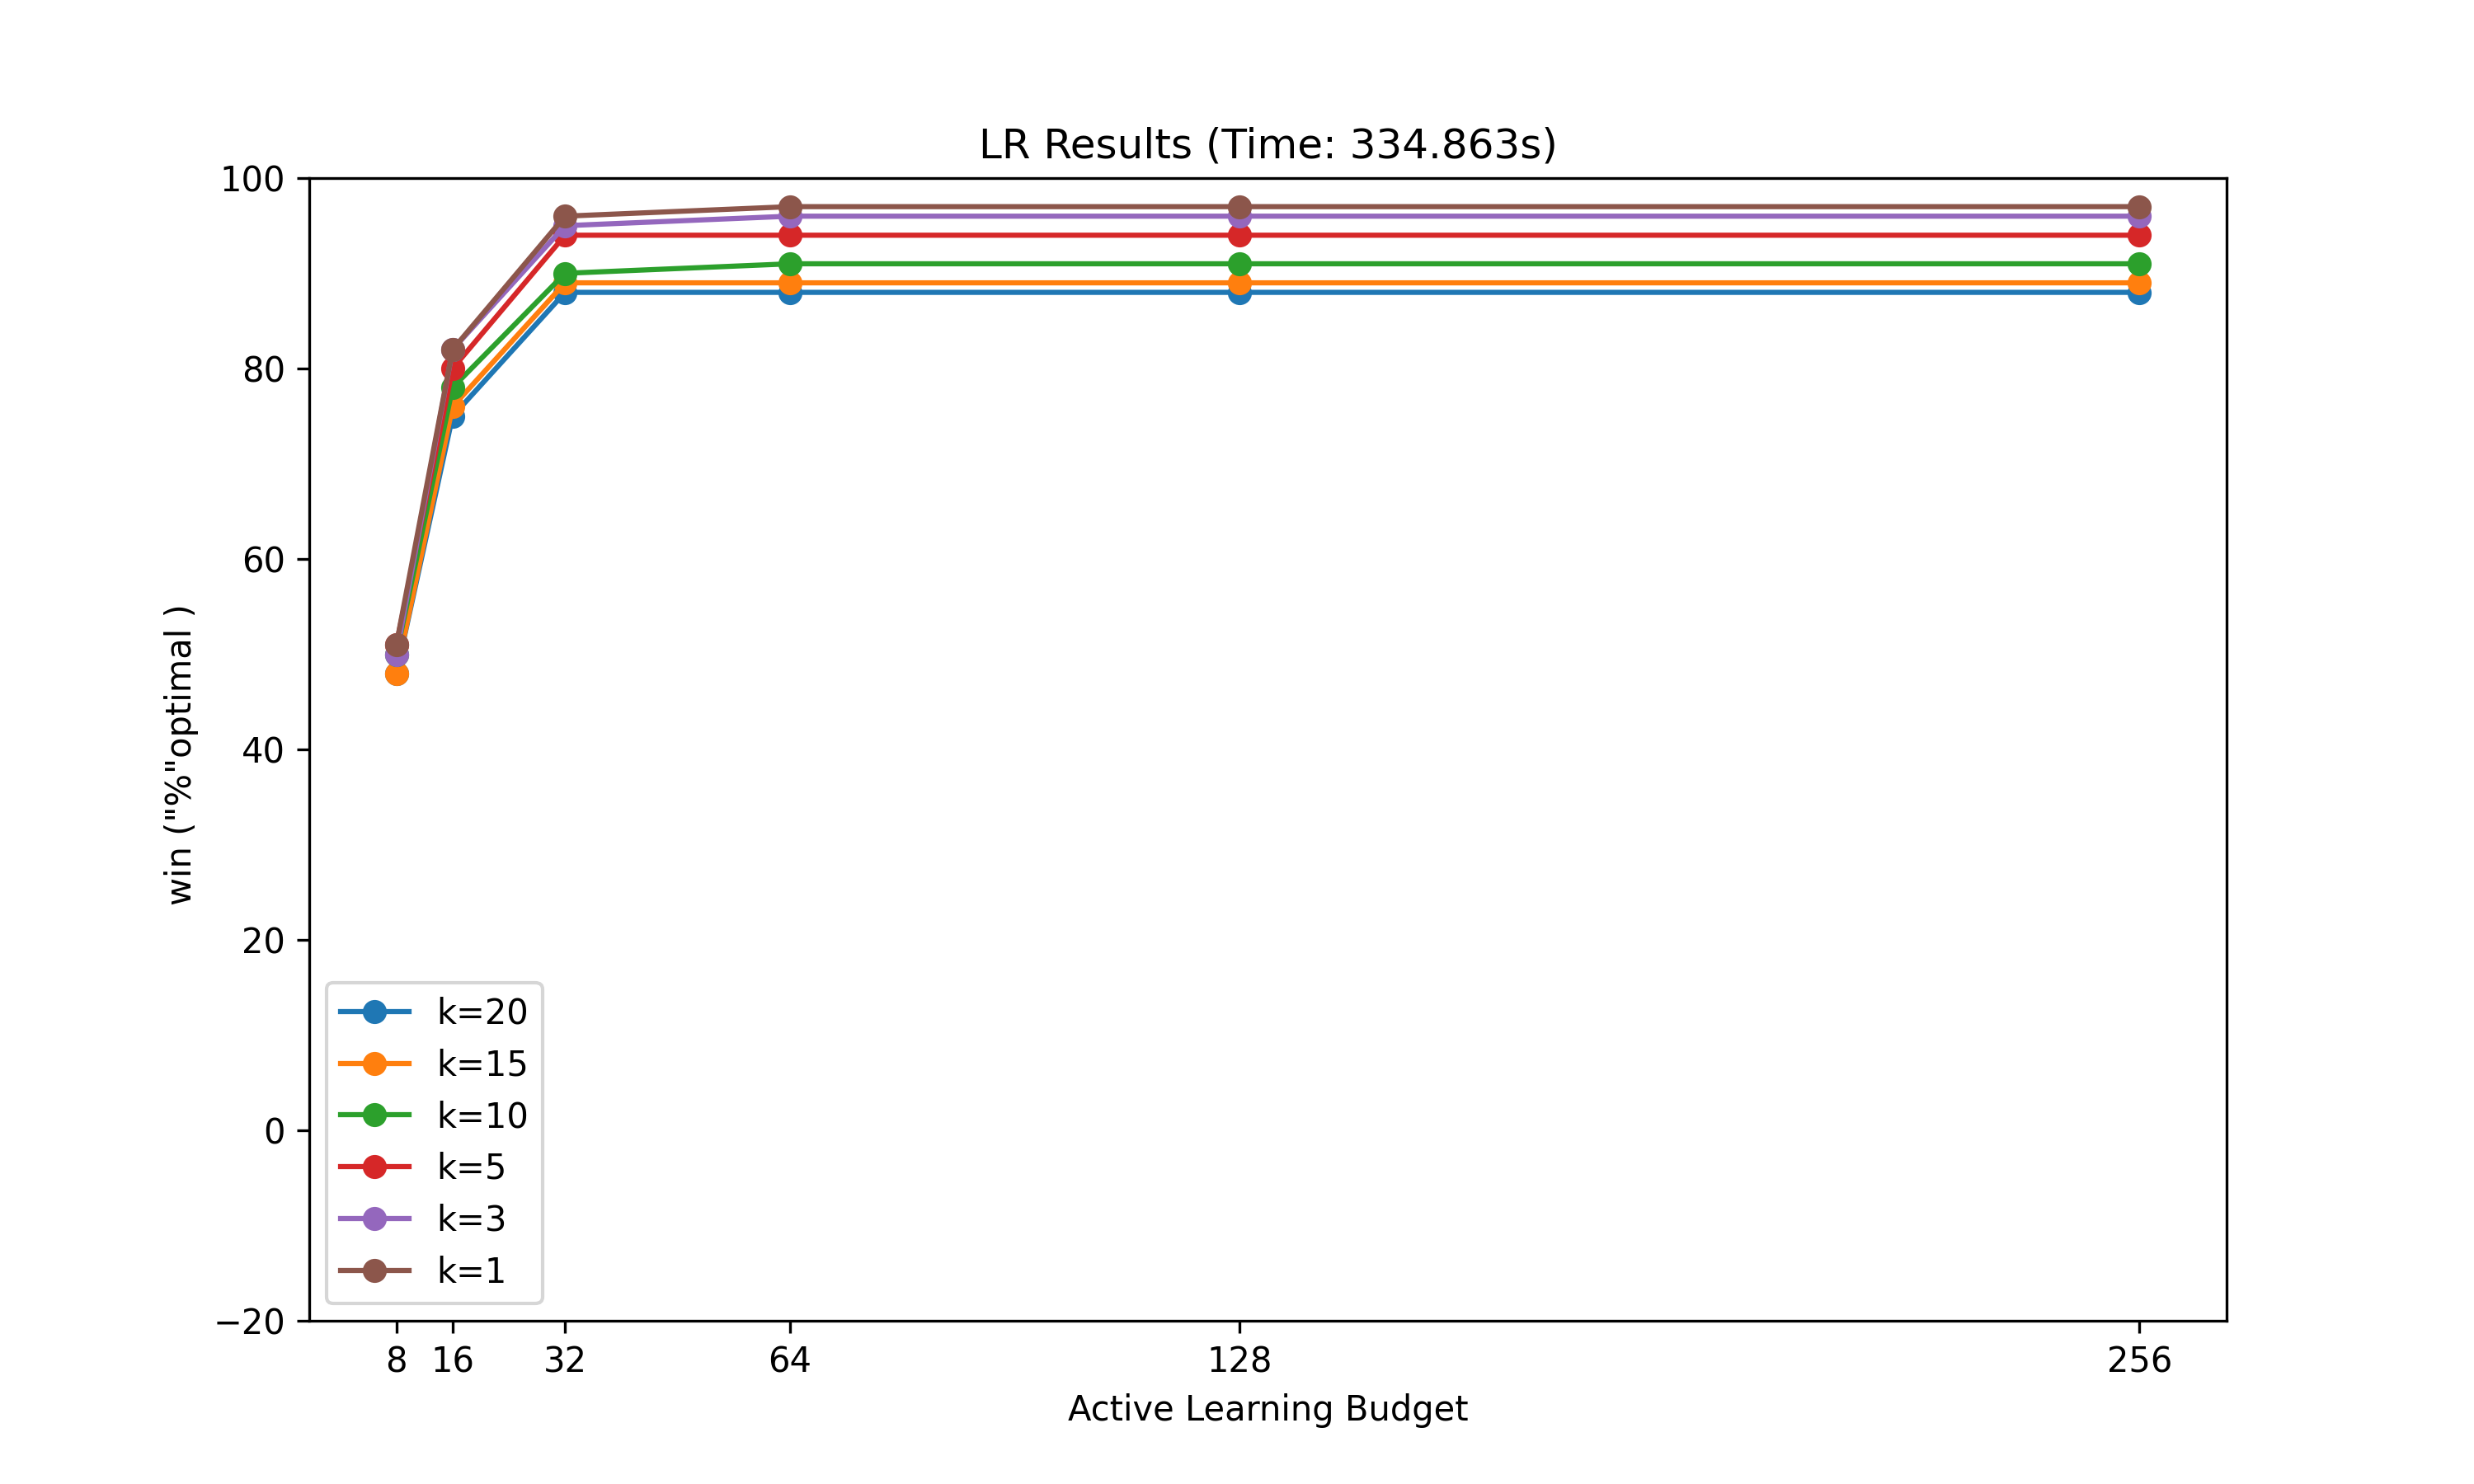 LR Results (Time: 334.863s)
100
80
60
40
20
0
−20
win ("%"optimal )
k=20
k=15
k=10
k=5
k=3
k=1
8 16 32 64 128 256
Active Learning Budget